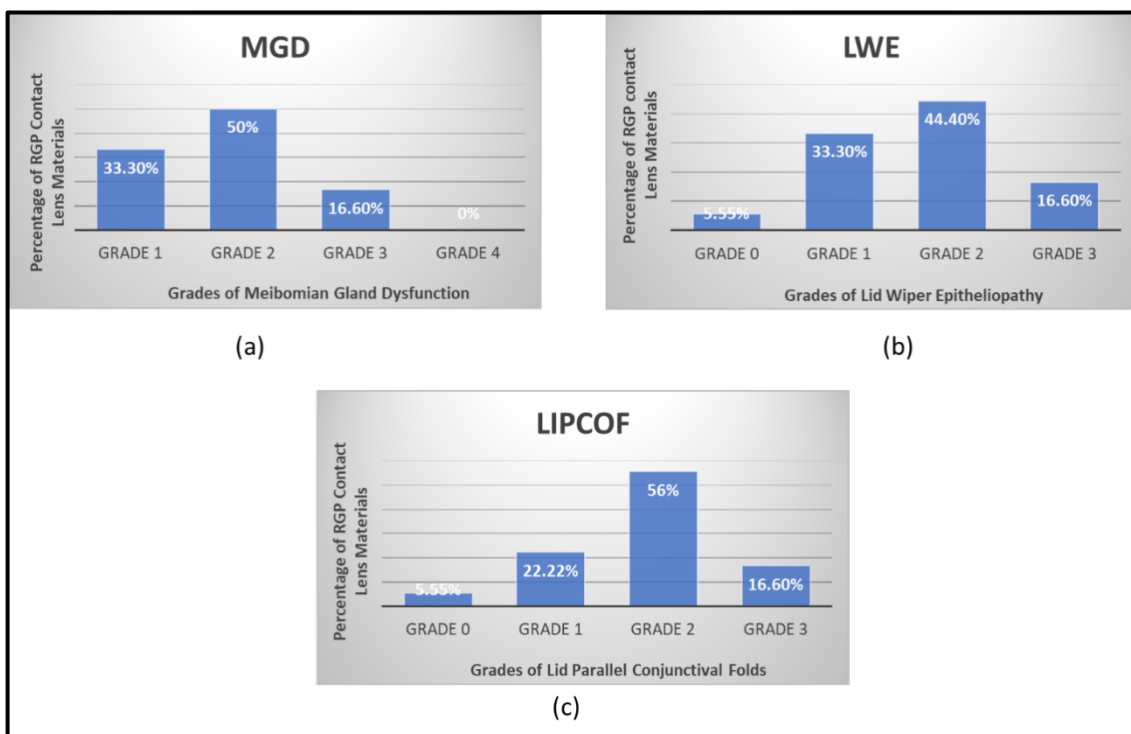 MGD
Percentage of RGP Contact
Lens Materials
33.30%
50%
16.60%
0%
GRADE 1
GRADE 2
GRADE 3
GRADE 4
Grades of Meibomian Gland Dysfunction
(a)
LWE
Percentage of RGP contact
Lens Materials
5.55%
33.30%
44.40%
16.60%
GRADE 0
GRADE 1
GRADE 2
GRADE 3
Grades of Lid Wiper Epitheliopathy
(b)
LIPCOF
Percentage of RGP Contact
Lens Materials
5.55%
22.22%
56%
16.60%
GRADE 0
GRADE 1
GRADE 2
GRADE 3
Grades of Lid Parallel Conjunctival Folds
(c)